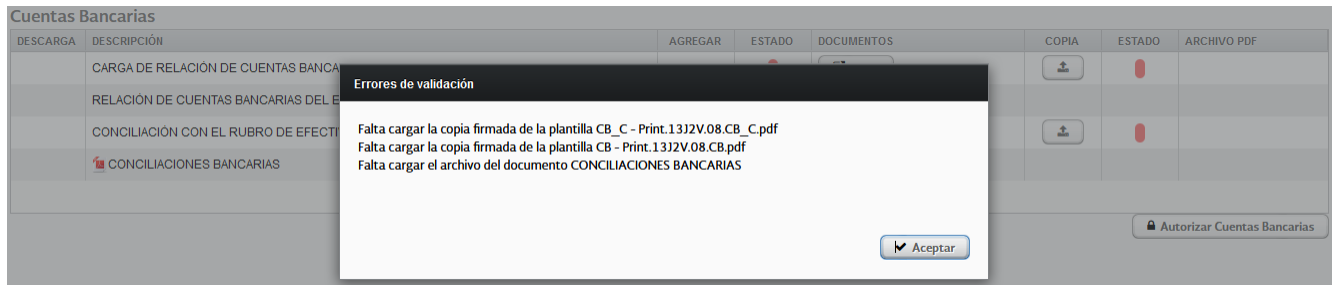 Cuentas Bancarias
DESCARGA DESCRIPCIÓN AGREGAR ESTADO DOCUMENTOS COPIA ESTADO ARCHIVO PDF
CARGA DE RELACIÓN DE CUENTAS
Errores de validación
RELACIÓN DE CUENTAS BANCARIAS DEL
Falta cargar la copia firmada de la plantilla CB_C - Print.13J2V.08.CB_C.pdf
CONCILIACIÓN CON EL RUBRO DE
Falta cargar la copia firmada de la plantilla CB - Print.13J2V.08.CB.pdf
CONCILIACIONES BANCARIAS
Falta cargar el archivo del documento CONCILIACIONES BANCARIAS
Autorizar Cuentas Bancarias
Aceptar